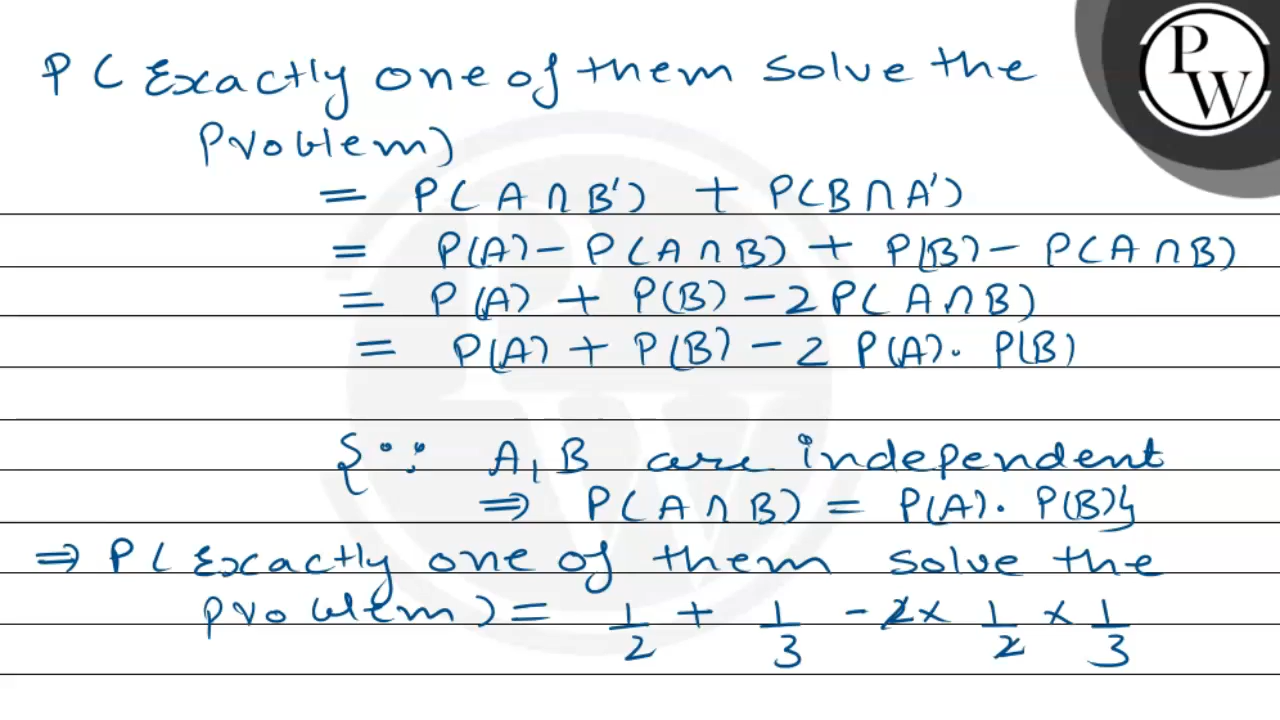 P(Exactly one of them solve the
Problem)
= P(A∩B') + P(B∩A')
= P(A) - P(A∩B) + P(B) - P(A∩B)
= P(A) + P(B) - 2P(A∩B)
= P(A) + P(B) - 2 P(A). P(B)
{∵ A, B are independent
⇒ P(A∩B) = P(A). P(B)}
⇒ P(Exactly one of them solve the
problem) = 1/2 + 1/3 - 2 × 1/2 × 1/3
PW
PW